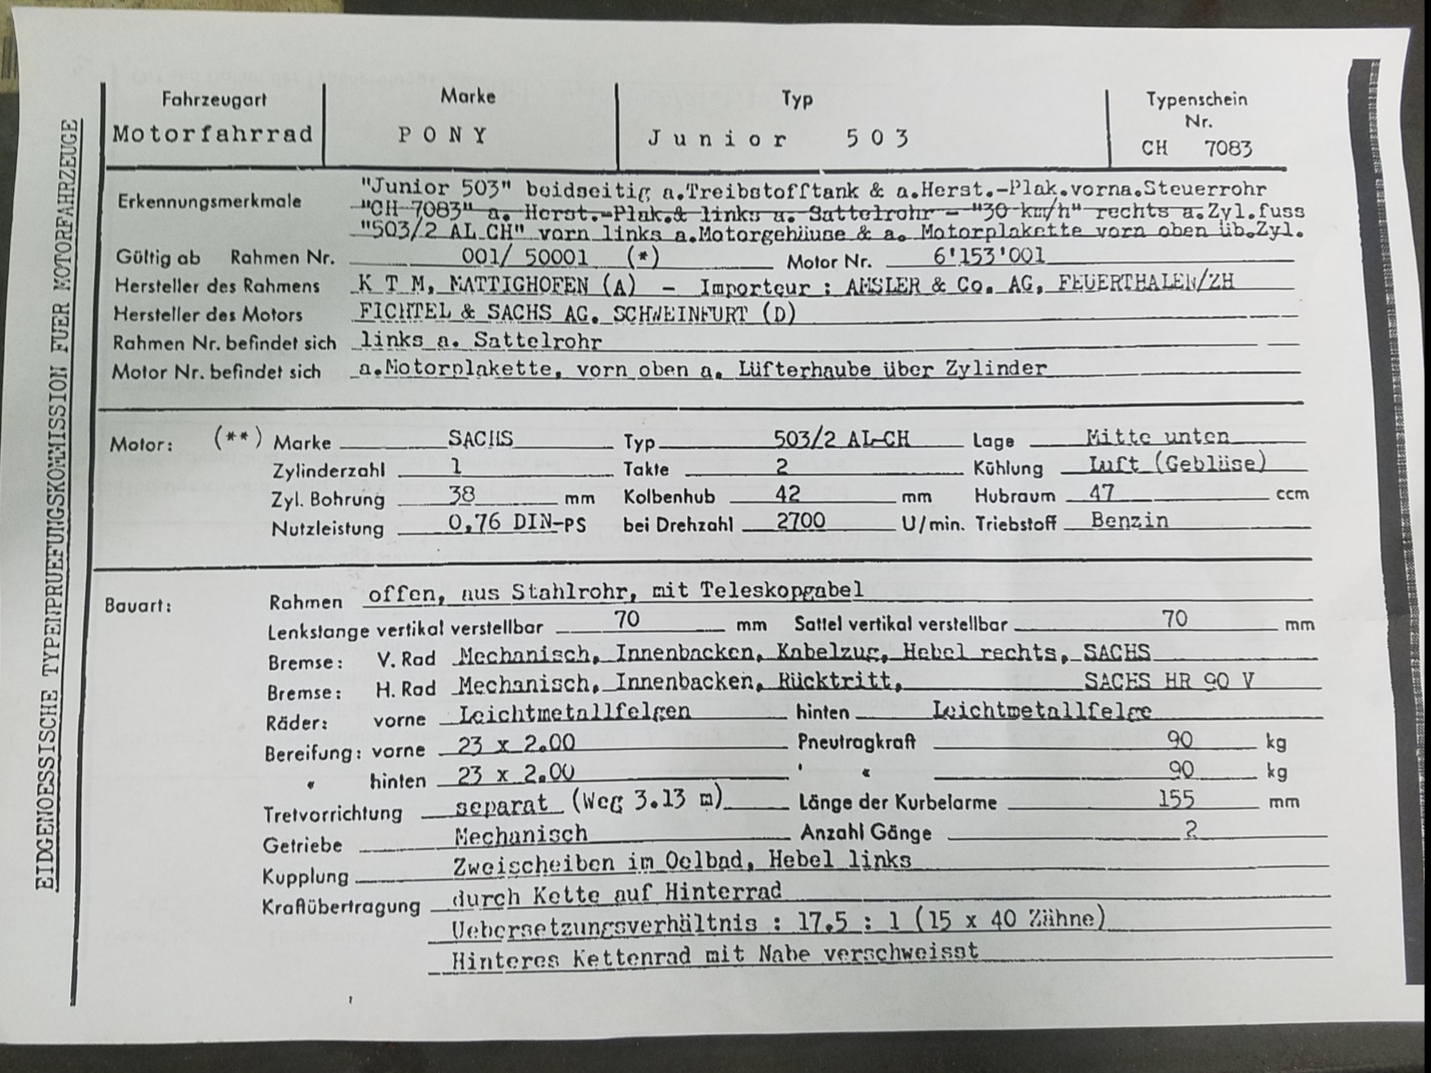 Fahrzeugart Marke Typ Typenschein Nr.
Motorfahrrad PONY Junior 503 CH 7083
Erkennungsmerkmale "Junior 503" beidseitig a.Treibstofftank & a.Herst.-Plak.vorna.Steuerrohr
"CH 7083" a. Herst.-Plak.& links a. Sattelrohr - "30 km/h" rechts a.Zyl.fuss
"503/2 AL CH" vorn links a.Motorgehäuse & a. Motorplakette vorn oben üb.Zyl.
Gültig ab Rahmen Nr. 001/ 50001 (*) Motor Nr. 6'153'001
Hersteller des Rahmens K T M, MATTIGHOFEN (A) - Importeur : AMSLER & Co. AG, FEUERTHALEN/ZH
Hersteller des Motors FICHTEL & SACHS AG. SCHWEINFURT (D)
Rahmen Nr. befindet sich links a. Sattelrohr
Motor Nr. befindet sich a.Motorplakette, vorn oben a. Lüfterhaube über Zylinder
Motor: (**) Marke SACHS Typ 503/2 AL-CH Lage Mitte unten
Zylinderzahl 1 Takte 2 Kühlung Luft (Gebläse)
Zyl. Bohrung 38 mm Kolbenhub 42 mm Hubraum 47 ccm
Nutzleistung 0,76 DIN-PS bei Drehzahl 2700 U/min. Triebstoff Benzin
Bauart: Rahmen offen, aus Stahlrohr, mit Teleskopgabel
Lenkstange vertikal verstellbar 70 mm Sattel vertikal verstellbar 70 mm
Bremse: V. Rad Mechanisch, Innenbacken, Kabelzug, Hebel rechts, SACHS
Bremse: H. Rad Mechanisch, Innenbacken, Rücktritt, SACHS HR 90 V
Räder: vorne Leichtmetallfelgen hinten Leichtmetallfelge
Bereifung: vorne 23 x 2.00 Pneutragkraft 90 kg
" hinten 23 x 2.00 ' " 90 kg
Tretvorrichtung separat (Weg 3.13 m) Länge der Kurbelarme 155 mm
Getriebe Mechanisch Anzahl Gänge 2
Kupplung Zweischeiben im Oelbad, Hebel links
Kraftübertragung durch Kette auf Hinterrad
Uebersetzungsverhältnis : 17.5 : 1 (15 x 40 Zähne)
Hinteres Kettenrad mit Nabe verschweisst
EIDGENOESSISCHE TYPENPRUEFUNGSKOMMISSION FUER MOTORFAHRZEUGE